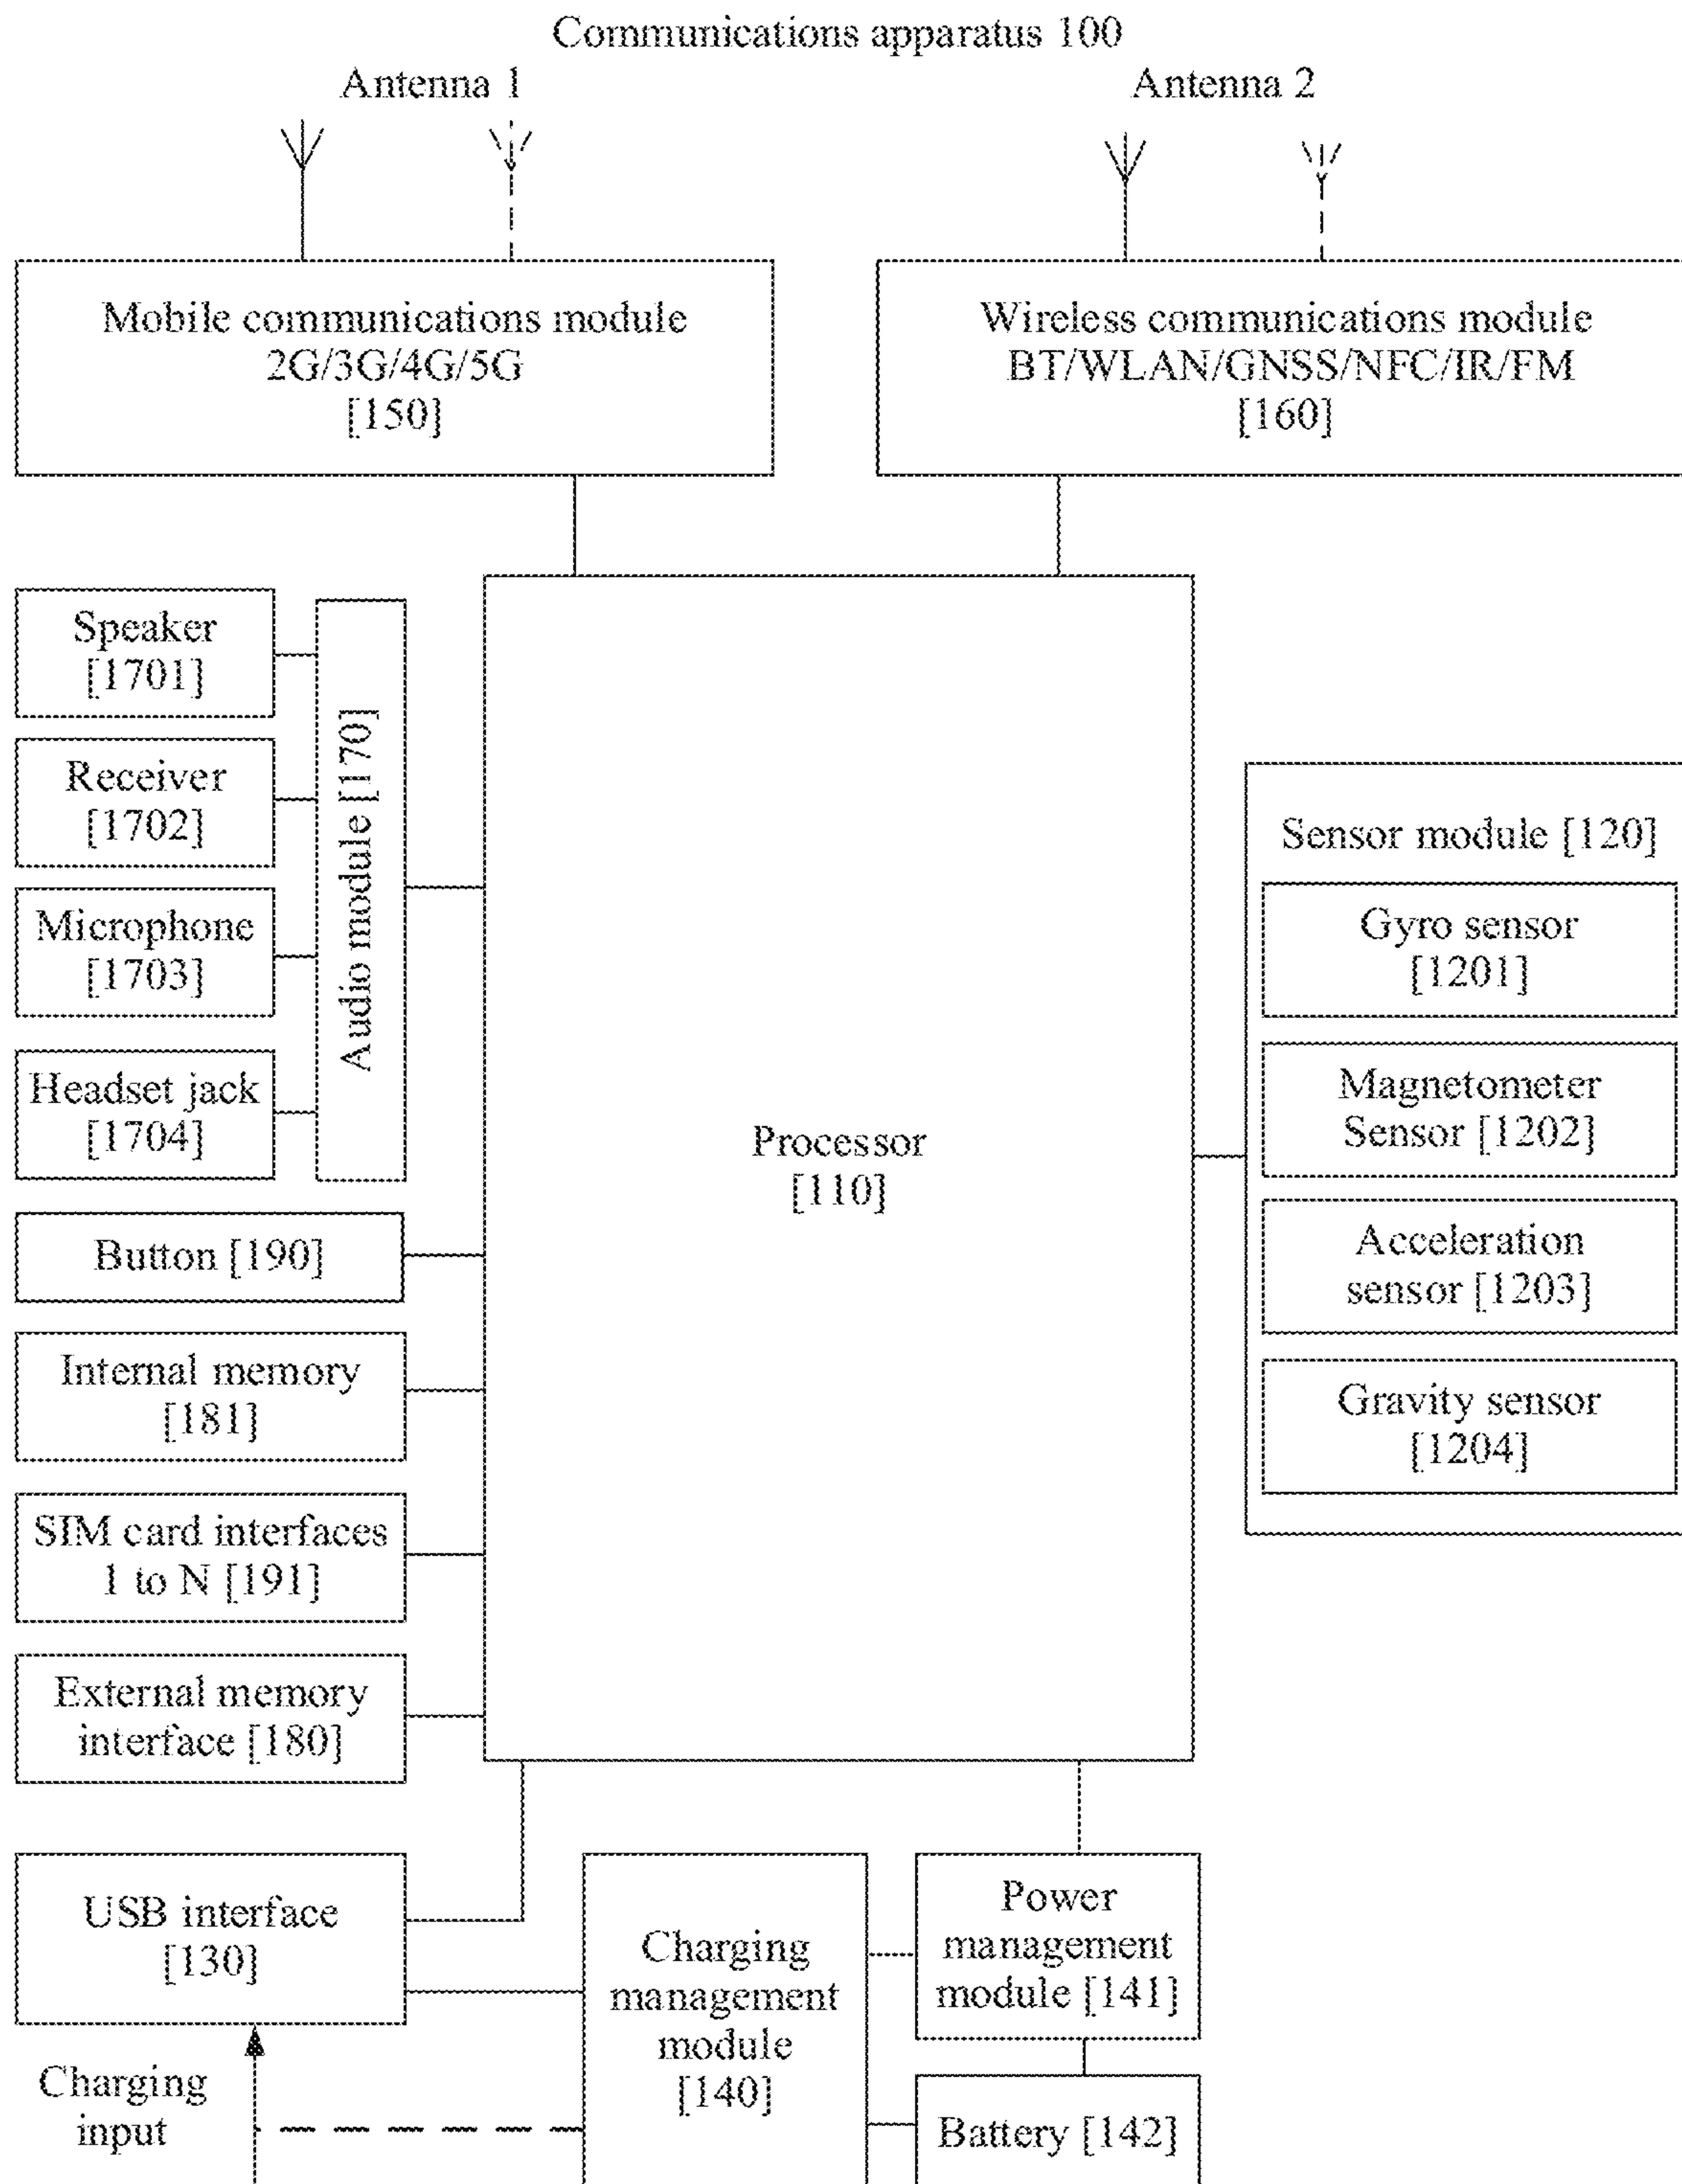 Communications apparatus 100
Antenna 1
Antenna 2
Mobile communications module
2G/3G/4G/5G
[150]
Wireless communications module
BT/WLAN/GNSS/NFC/IR/FM
[160]
Speaker
[1701]
Receiver
[1702]
Microphone
[1703]
Headset jack
[1704]
Audio module [170]
Button [190]
Internal memory
[181]
SIM card interfaces
1 to N [191]
External memory
interface [180]
Processor
[110]
Sensor module [120]
Gyro sensor
[1201]
Magnetometer
Sensor [1202]
Acceleration
sensor [1203]
Gravity sensor
[1204]
USB interface
[130]
Charging
input
Charging
management
module
[140]
Power
management
module [141]
Battery [142]